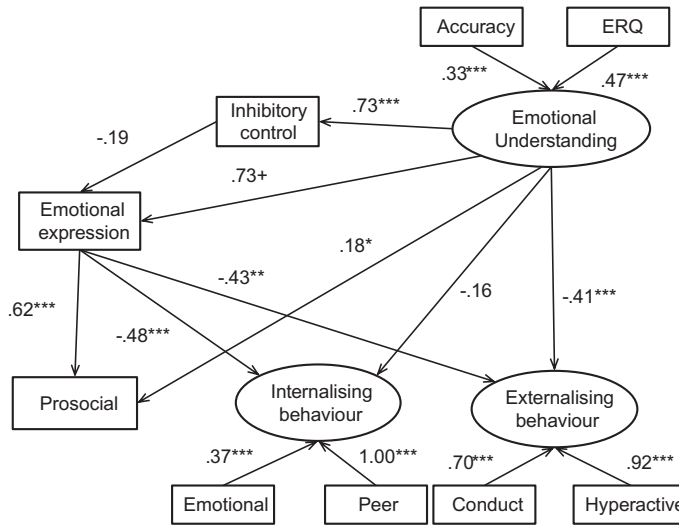 Accuracy
ERQ
.33***
.47***
Inhibitory
control
.73***
Emotional
Understanding
-.19
.73+
Emotional
expression
.18*
-.43**
-.16
-.41***
.62***
-.48***
Prosocial
Internalising
behaviour
Externalising
behaviour
.37***
1.00***
.70***
.92***
Emotional
Peer
Conduct
Hyperactive